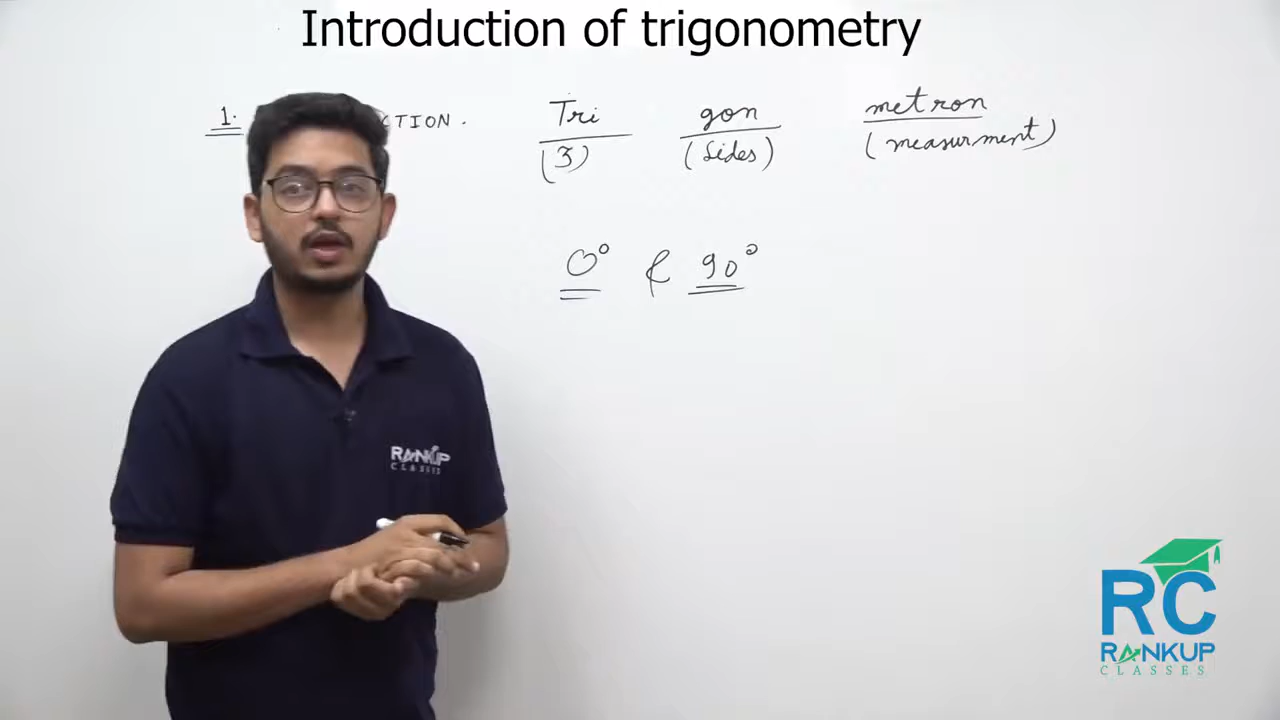 Introduction of trigonometry
1. CTION.
Tri gon metron
(3) (Sides) (measurment)
0° & 90°
RANKUP
CLASSES
RC
RANKUP
CLASSES